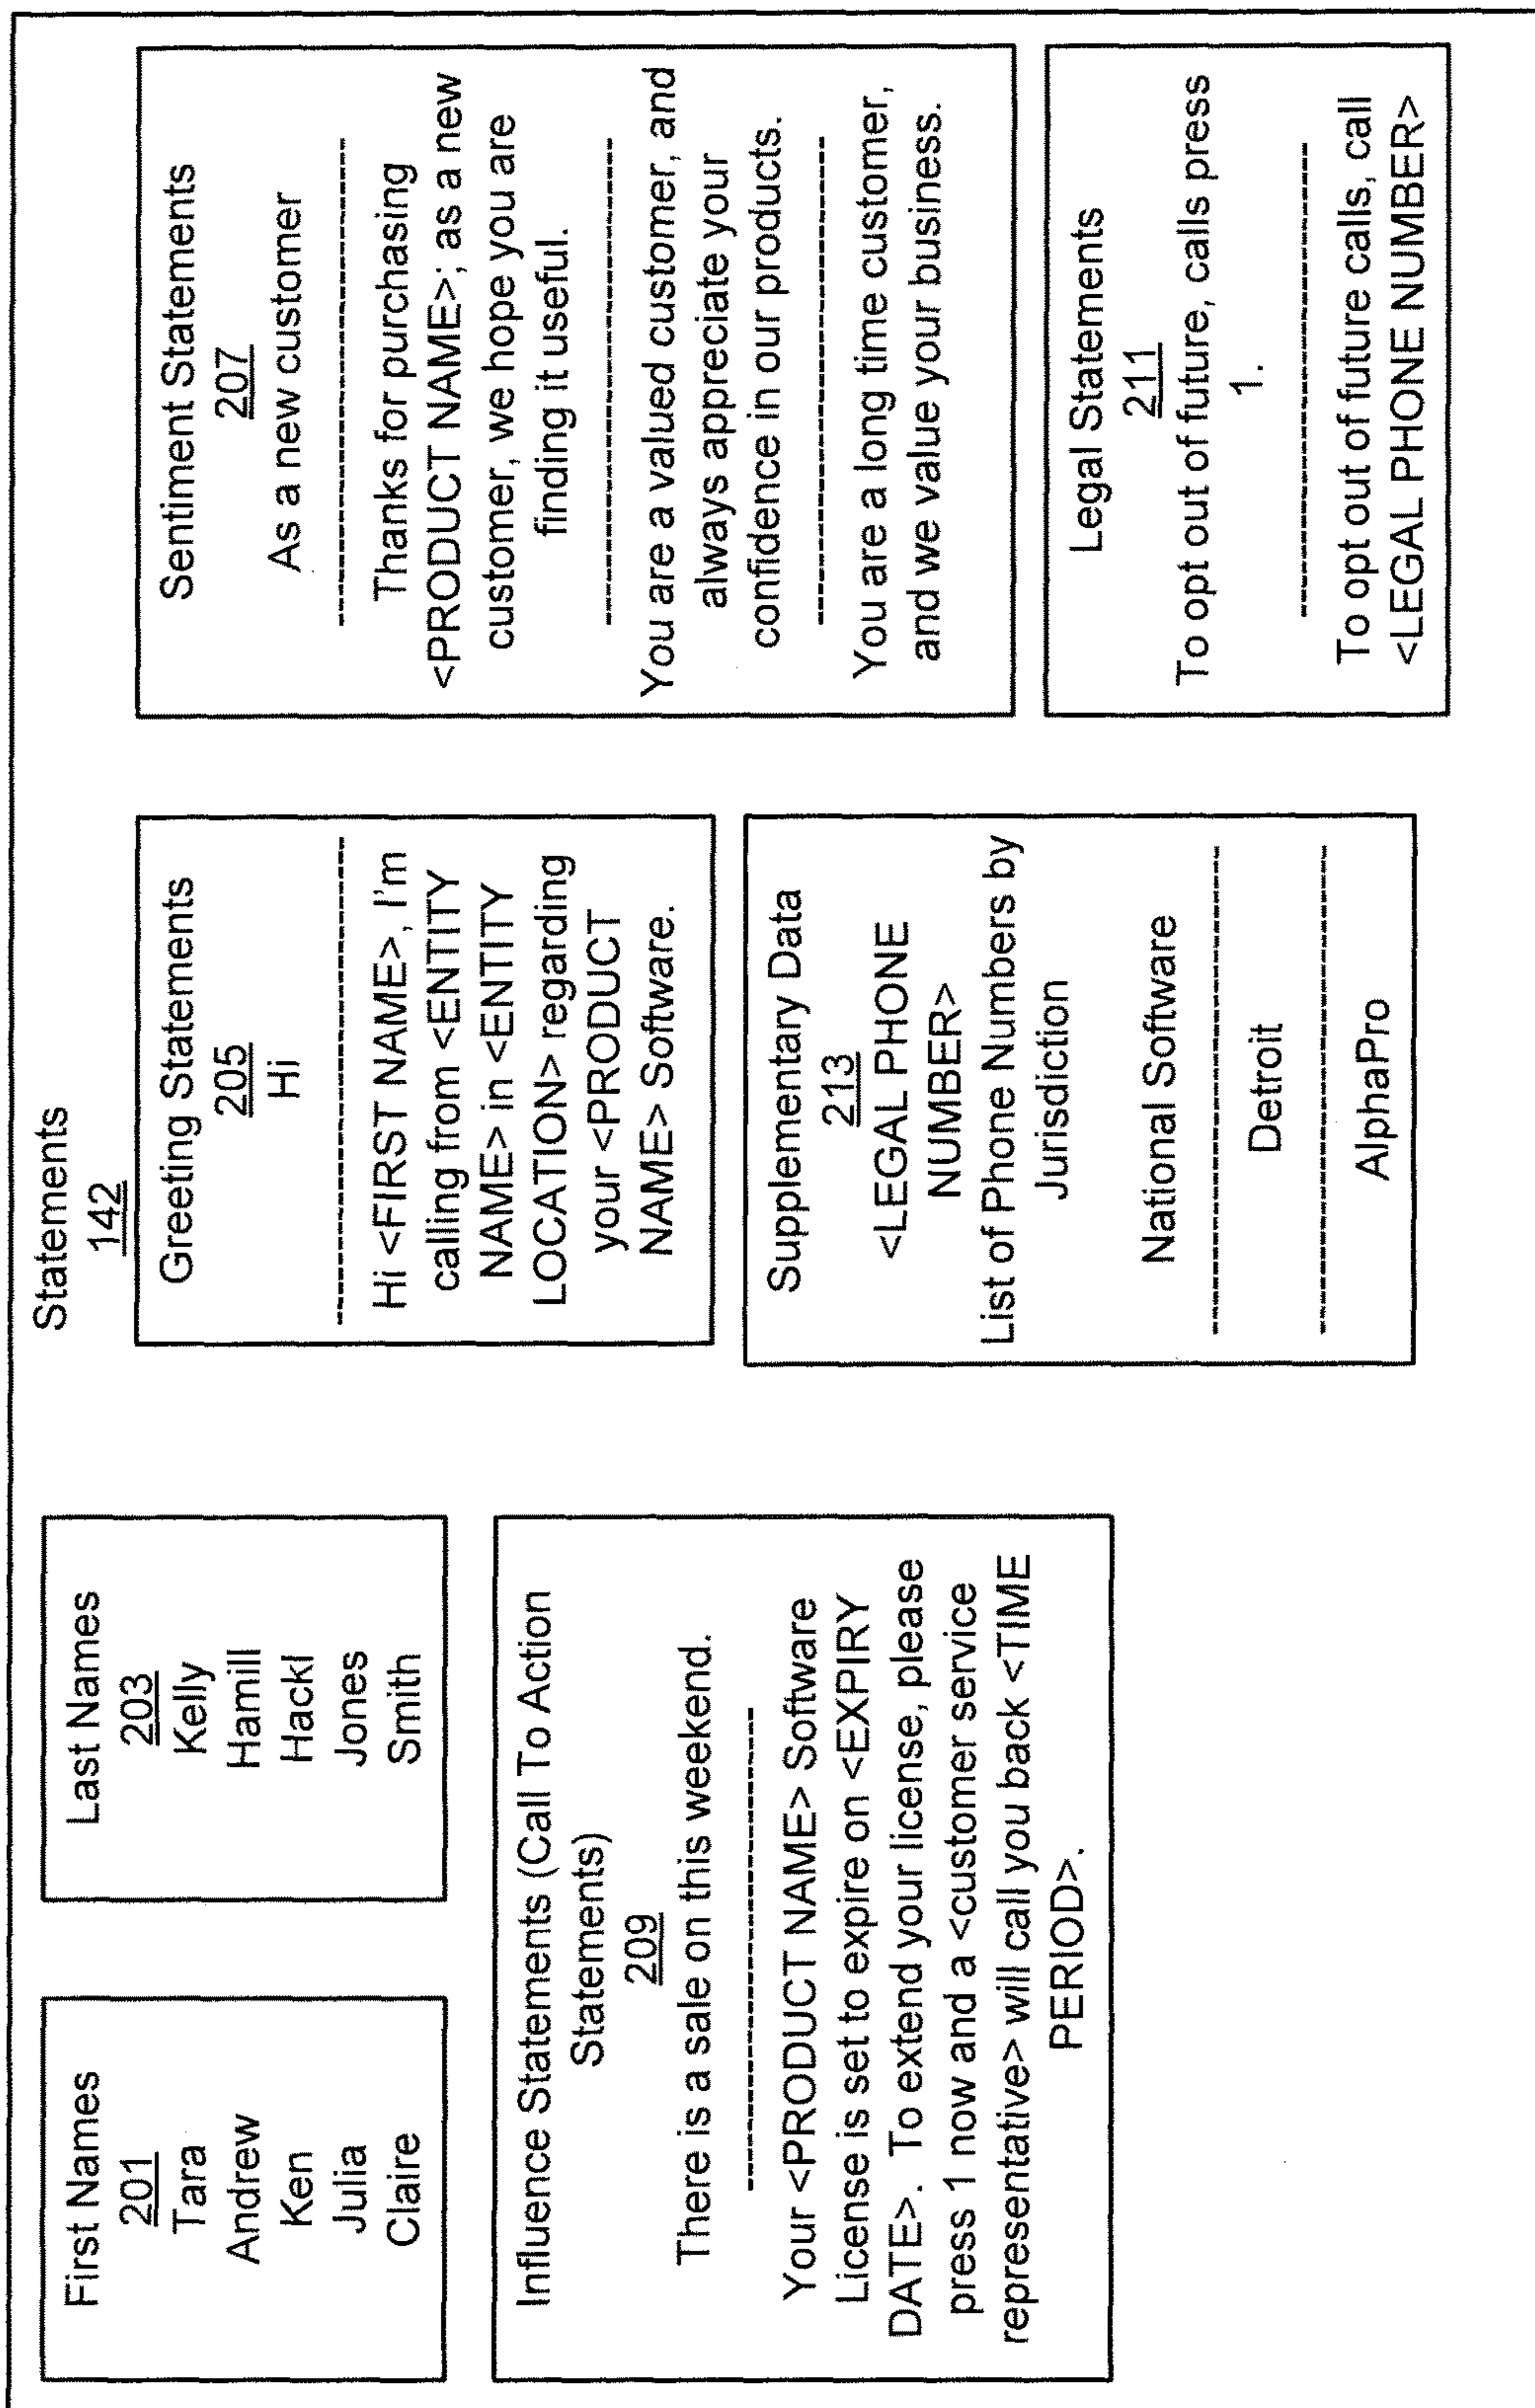 Statements
142
First Names
201
Tara
Andrew
Ken
Julia
Claire
Last Names
203
Kelly
Hamill
Hackl
Jones
Smith
Greeting Statements
205
Hi
Hi <FIRST NAME>, I'm
calling from <ENTITY
NAME> in <ENTITY
LOCATION> regarding
your <PRODUCT
NAME> Software.
Sentiment Statements
207
As a new customer
Thanks for purchasing
<PRODUCT NAME>; as a new
customer, we hope you are
finding it useful.
You are a valued customer, and
always appreciate your
confidence in our products.
You are a long time customer,
and we value your business.
Influence Statements (Call To Action
Statements)
209
There is a sale on this weekend.
Your <PRODUCT NAME> Software
License is set to expire on <EXPIRY
DATE>. To extend your license, please
press 1 now and a <customer service
representative> will call you back <TIME
PERIOD>.
Supplementary Data
213
<LEGAL PHONE
NUMBER>
List of Phone Numbers by
Jurisdiction
National Software
Detroit
AlphaPro
Legal Statements
211
To opt out of future, calls press
1.
To opt out of future calls, call
<LEGAL PHONE NUMBER>